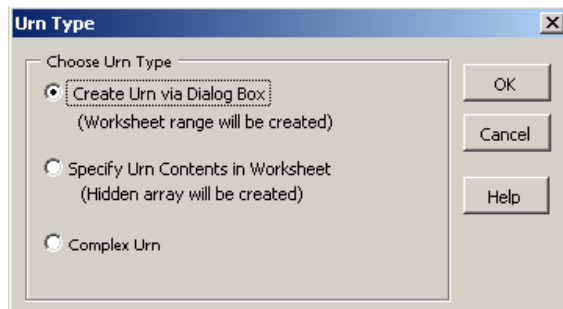 Urn Type
Choose Urn Type
Create Urn via Dialog Box
(Worksheet range will be created)
Specify Urn Contents in Worksheet
(Hidden array will be created)
Complex Urn
OK
Cancel
Help